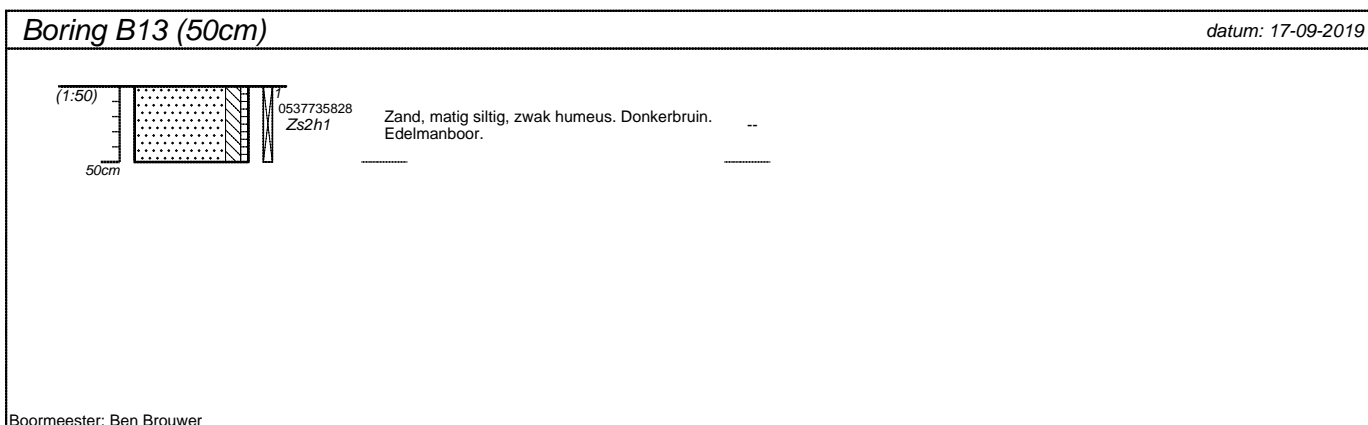 Boring B13 (50cm)
datum: 17-09-2019
(1:50)
1
0537735828
Zs2h1
Zand, matig siltig, zwak humeus. Donkerbruin.
Edelmanboor.
--
50cm
Boormeester: Ben Brouwer